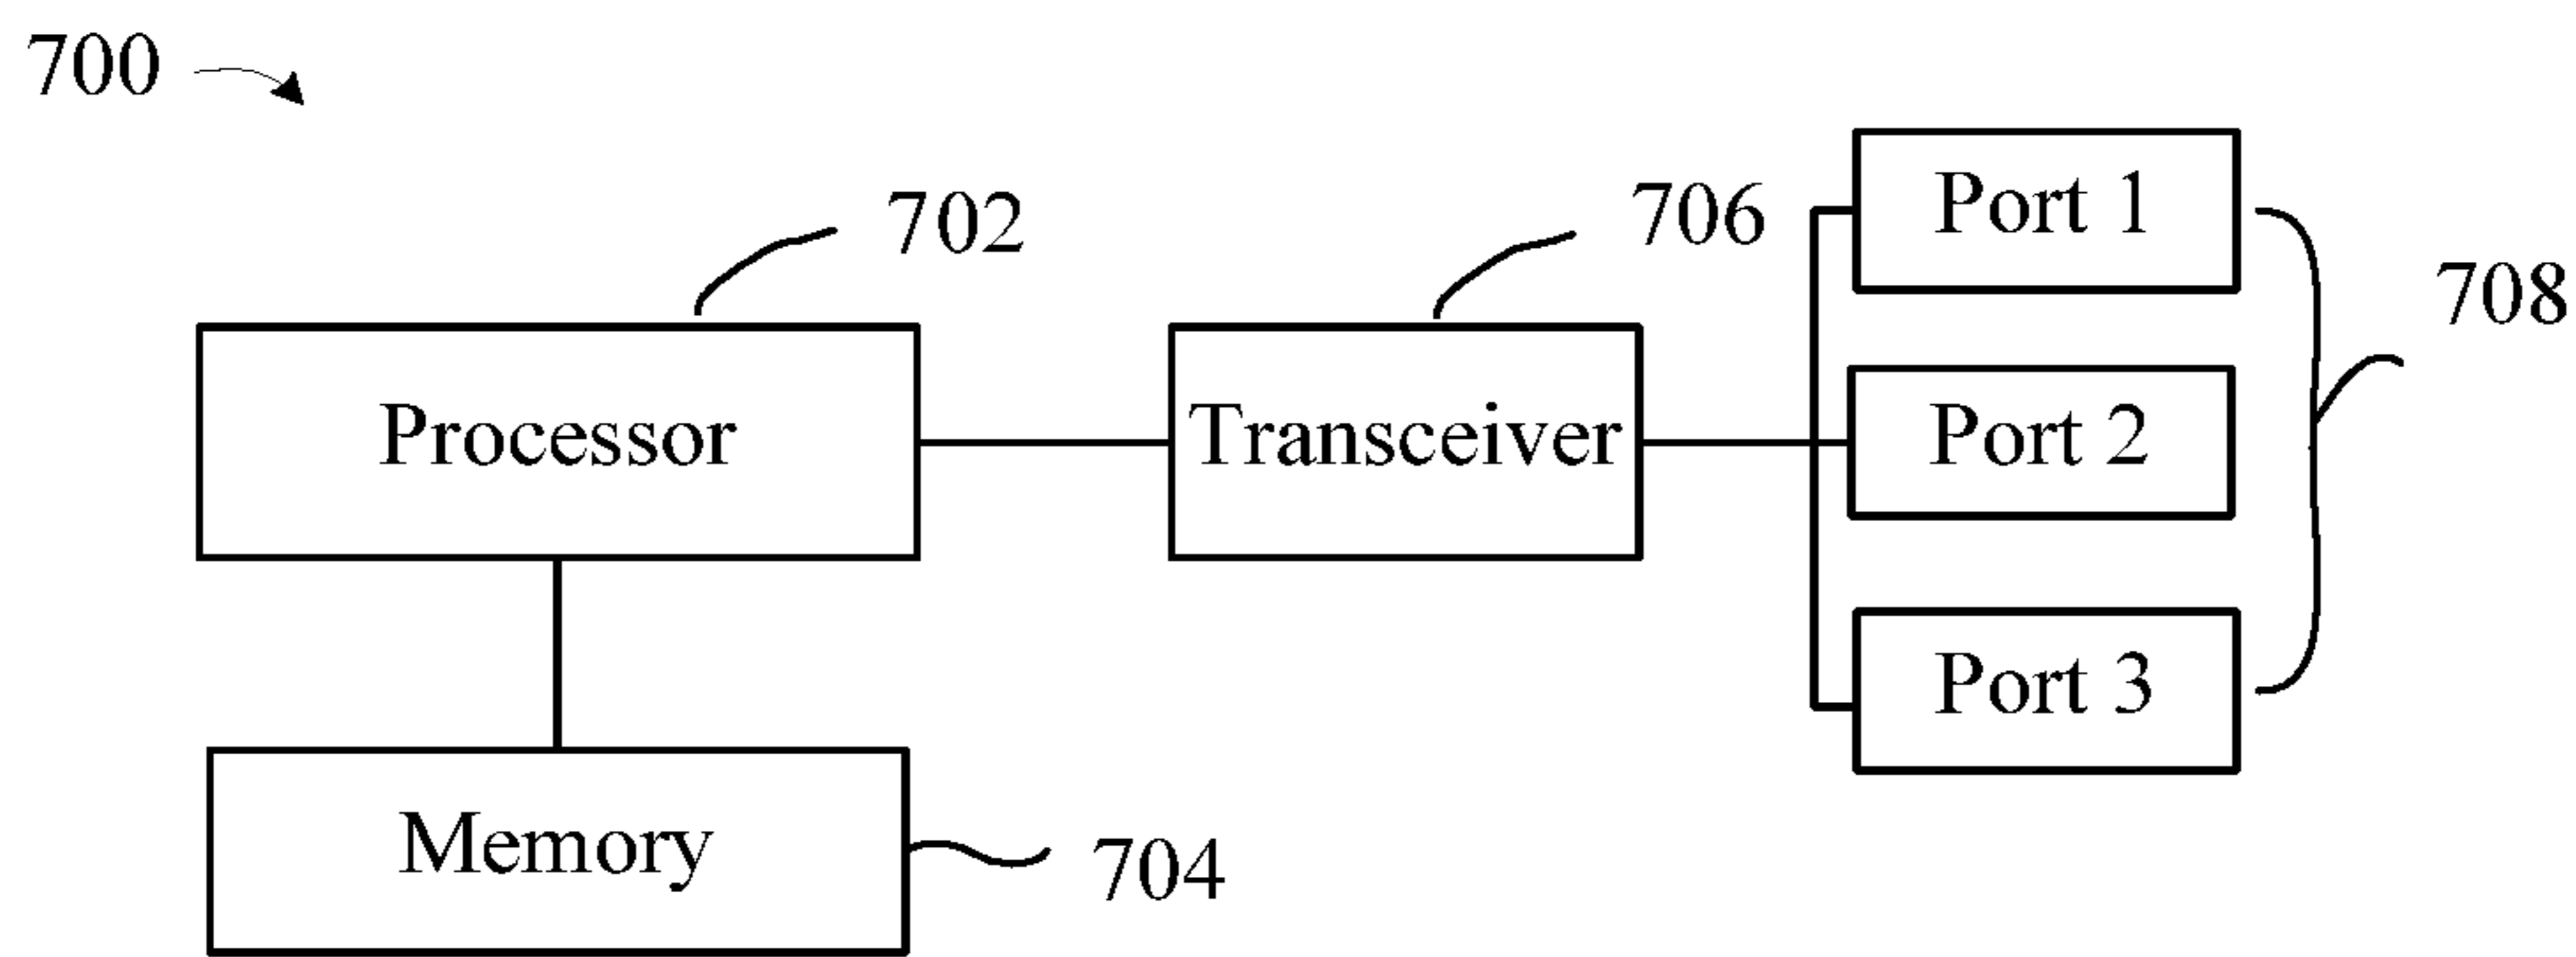 700
702
706
Port 1
708
Processor
Transceiver
Port 2
Port 3
Memory
704